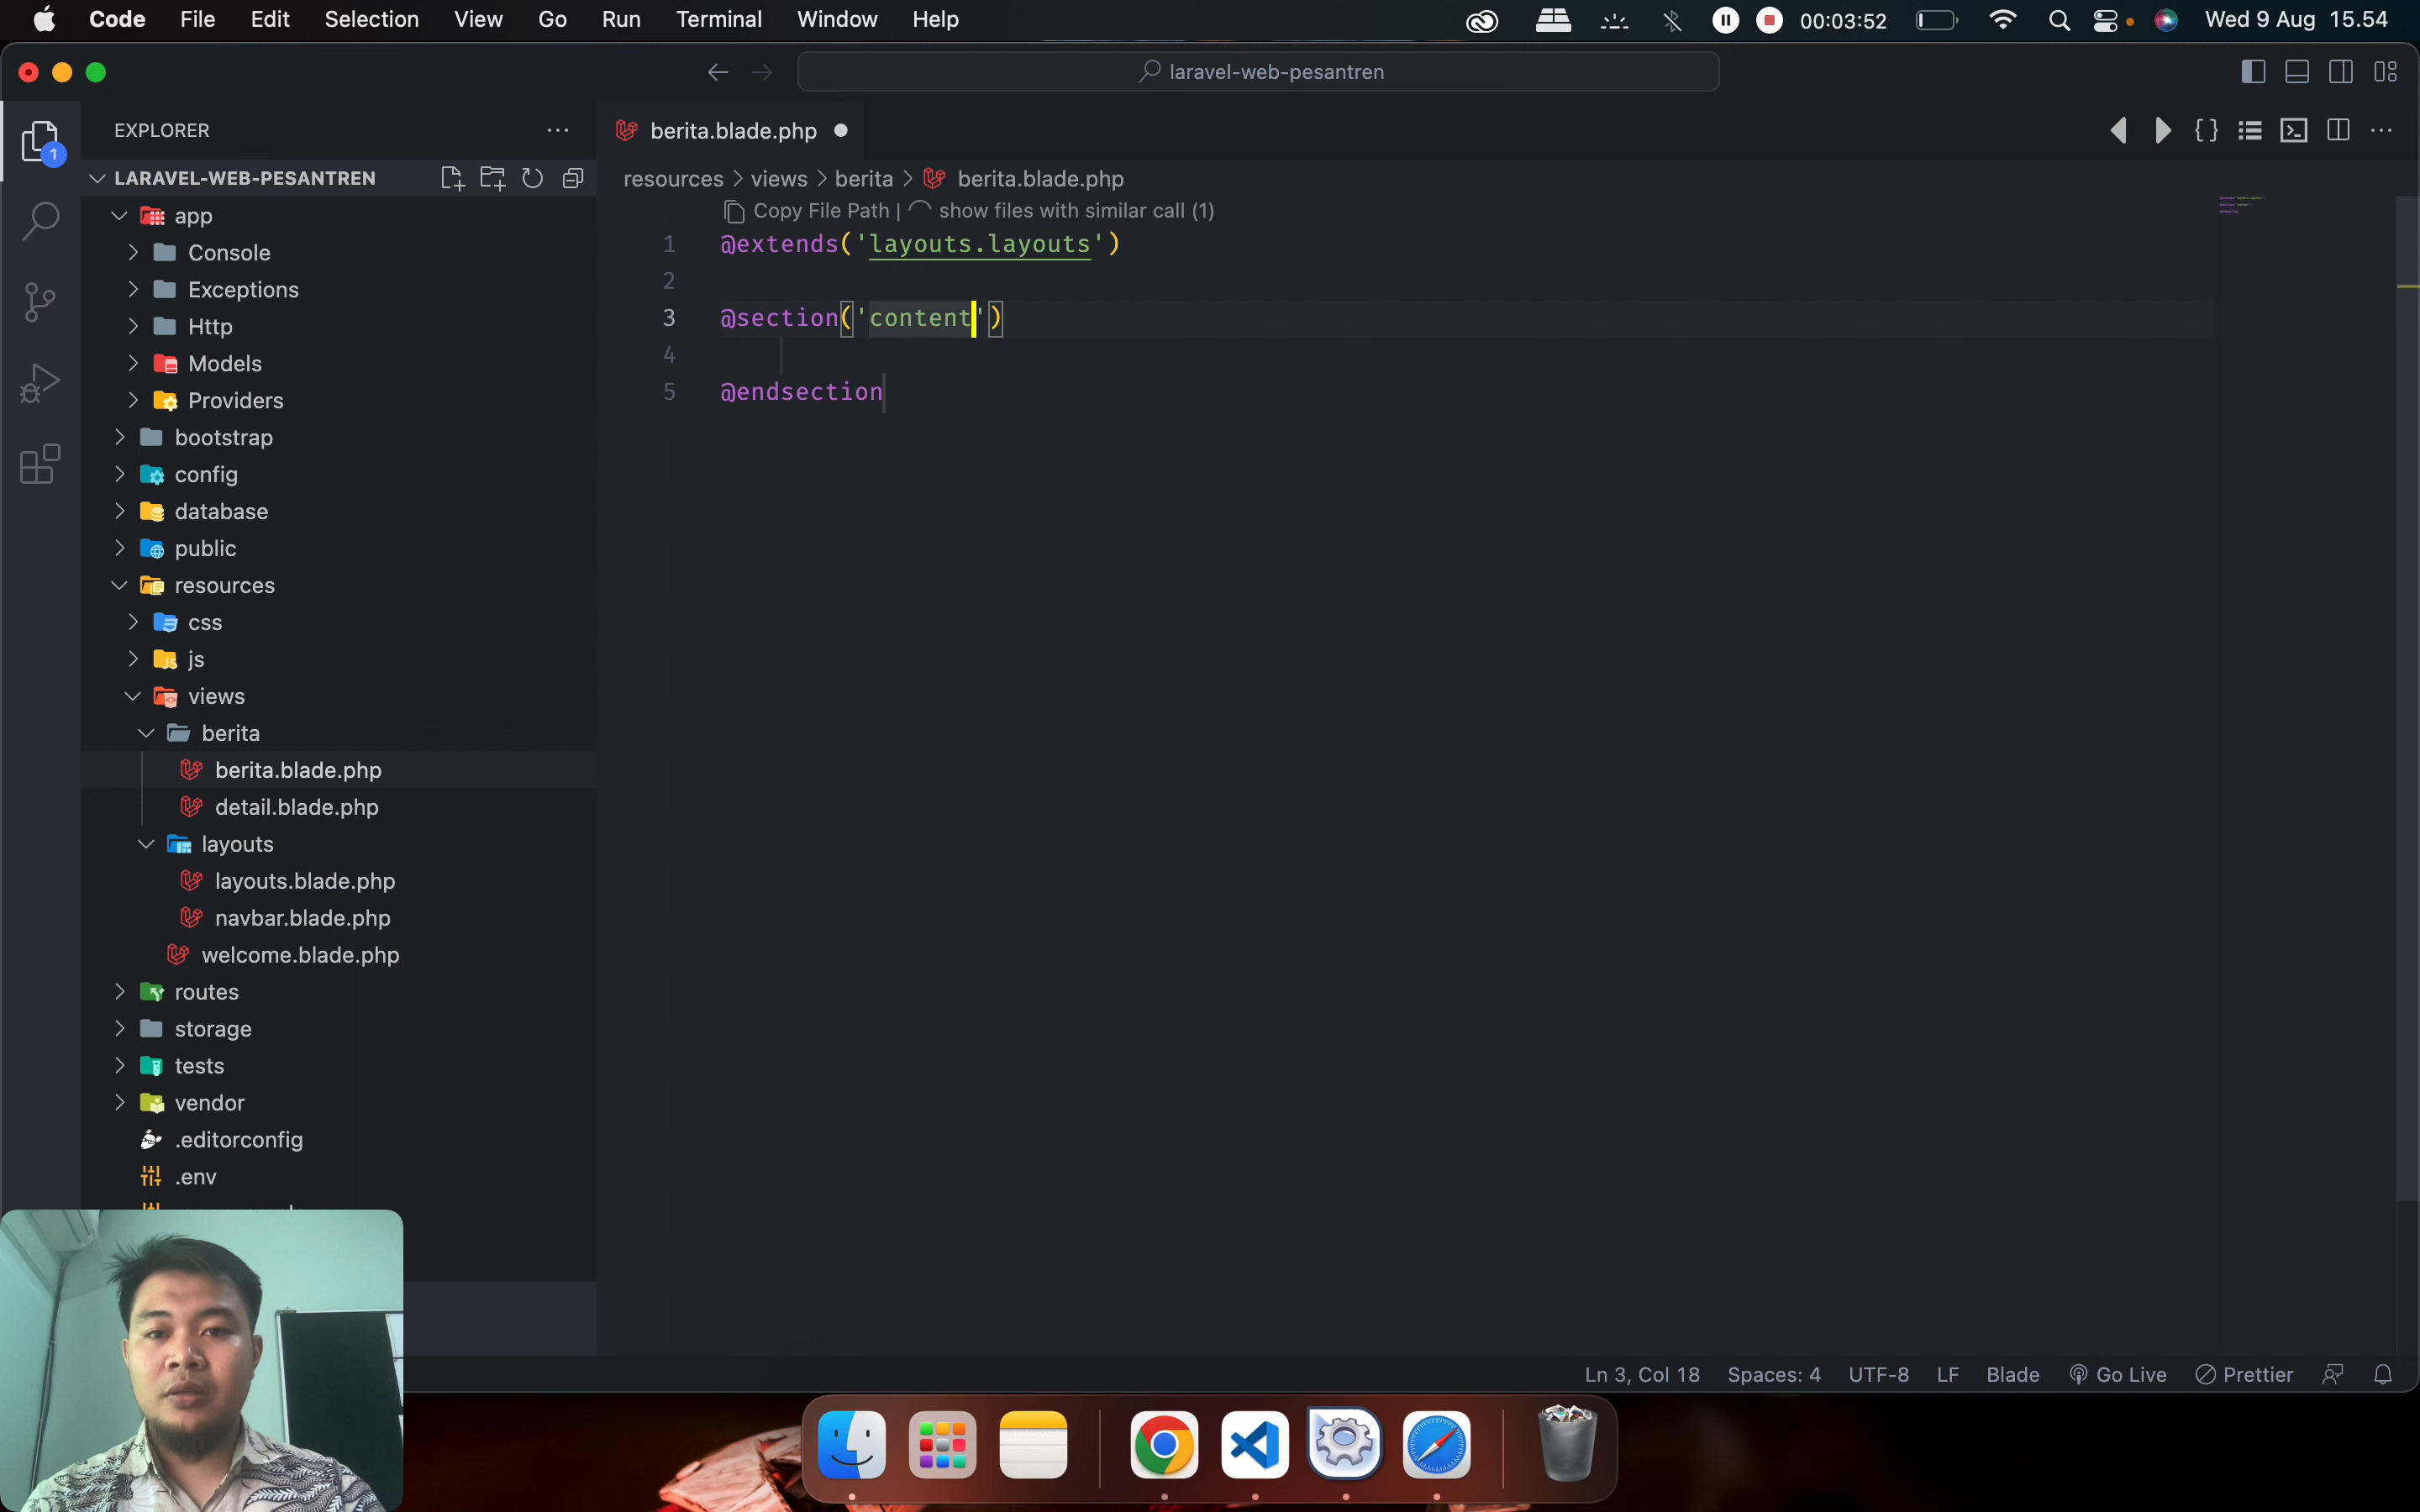 Code File Edit Selection View Go Run Terminal Window Help 00:03:52 Wed 9 Aug 15.54
laravel-web-pesantren
EXPLORER
1
LARAVEL-WEB-PESANTREN
app
Console
Exceptions
Http
Models
Providers
bootstrap
config
database
public
resources
css
js
views
berita
berita.blade.php
detail.blade.php
layouts
layouts.blade.php
navbar.blade.php
welcome.blade.php
routes
storage
tests
vendor
.editorconfig
.env
berita.blade.php
resources > views > berita > berita.blade.php
Copy File Path | show files with similar call (1)
1 @extends('layouts.layouts')
2
3 @section('content')
4
5 @endsection
Ln 3, Col 18 Spaces: 4 UTF-8 LF Blade Go Live Prettier